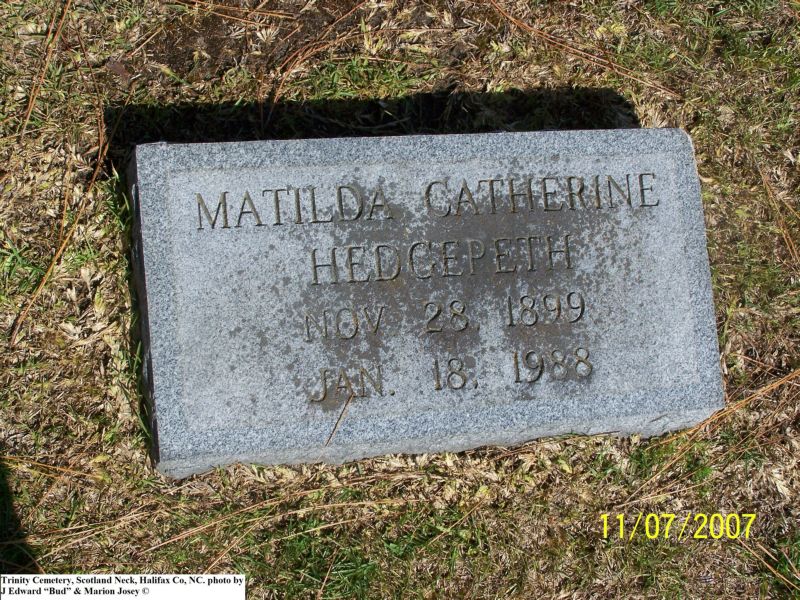 MATILDA CATHERINE
HEDGEPETH
NOV 28, 1899
JAN. 18, 1988
11/07/2007
Trinity Cemetery, Scotland Neck, Halifax Co, NC. photo by
J Edward “Bud” & Marion Josey ©